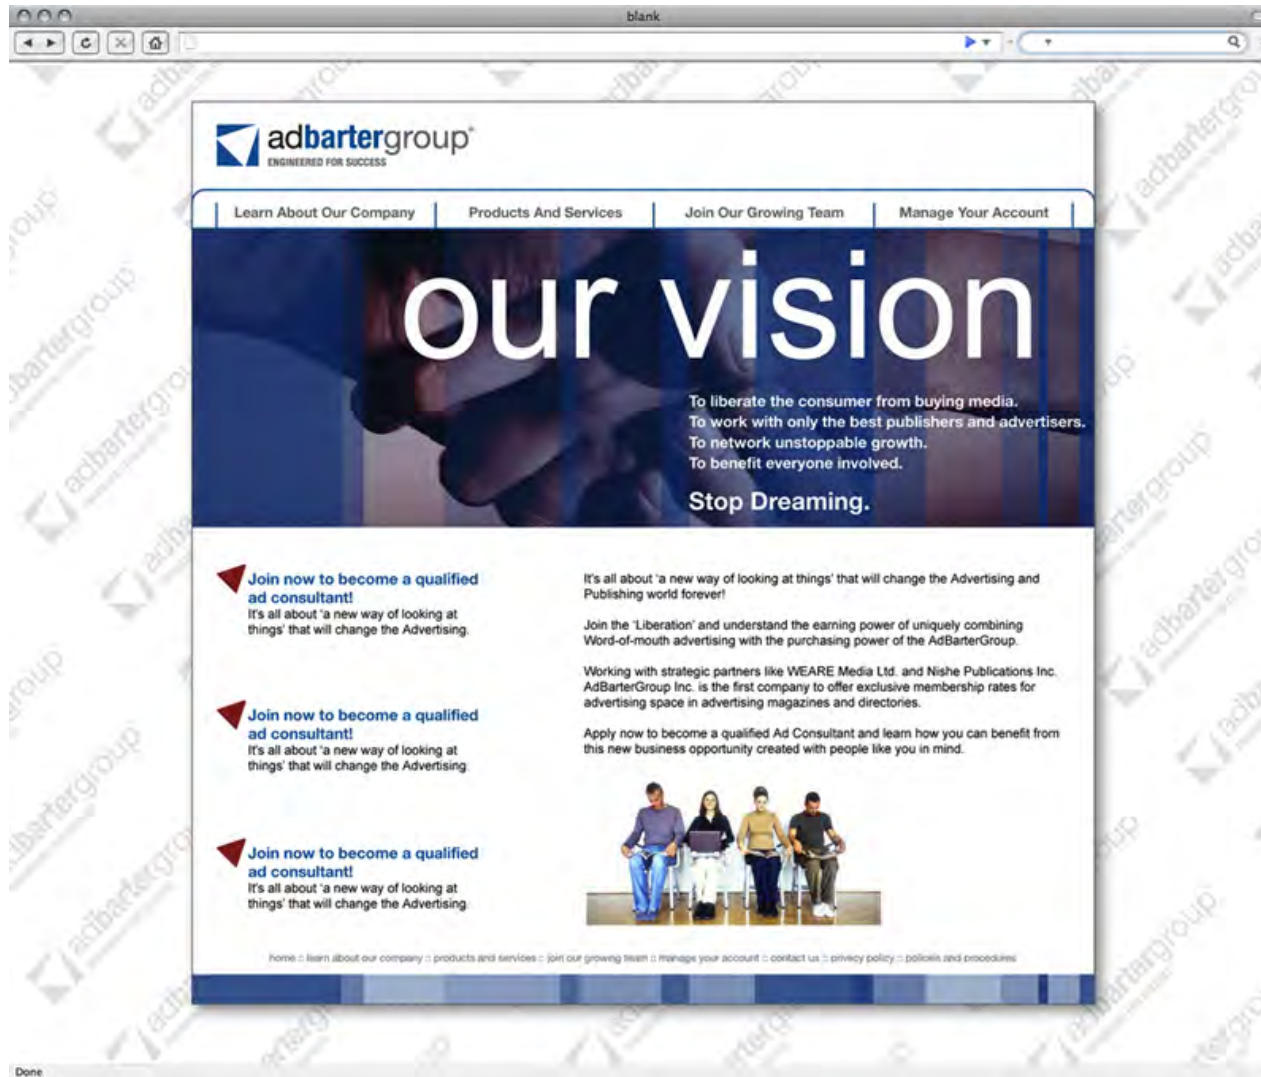 blank
adbartergroup
ENGINEERED FOR SUCCESS
Learn About Our Company
Products And Services
Join Our Growing Team
Manage Your Account
our vision
To liberate the consumer from buying media.
To work with only the best publishers and advertisers.
To network unstoppable growth.
To benefit everyone involved.
Stop Dreaming.
Join now to become a qualified
ad consultant!
It's all about 'a new way of looking at
things' that will change the Advertising.
Join now to become a qualified
ad consultant!
It's all about 'a new way of looking at
things' that will change the Advertising.
Join now to become a qualified
ad consultant!
It's all about 'a new way of looking at
things' that will change the Advertising.
It's all about 'a new way of looking at things' that will change the Advertising and
Publishing world forever!
Join the 'Liberation' and understand the earning power of uniquely combining
Word-of-mouth advertising with the purchasing power of the AdBarterGroup.
Working with strategic partners like WEARE Media Ltd. and Nishe Publications Inc.
AdBarterGroup Inc. is the first company to offer exclusive membership rates for
advertising space in advertising magazines and directories.
Apply now to become a qualified Ad Consultant and learn how you can benefit from
this new business opportunity created with people like you in mind.
home :: learn about our company :: products and services :: join our growing team :: manage your account :: contact us :: privacy policy :: and procedures
Done